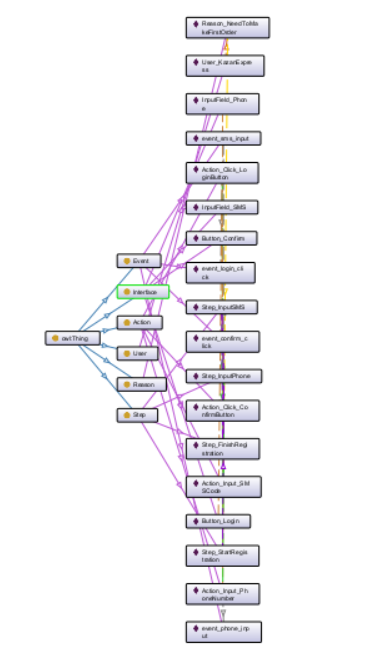 Reason_NeedToMa
keFirstOrder
User_KazanExpre
ss
InputField_Phon
e
event_sms_input
Action_Click_Lo
ginButton
InputField_SMS
Button_Confirm
Event
event_login_cli
ck
Interface
Step_InputSMS
Action
owl:Thing
event_confirm_c
lick
User
Step_InputPhone
Reason
Action_Click_Co
nfirmButton
Step
Step_FinishRegi
stration
Action_Input_SM
SCode
Button_Login
Step_StartRegis
tration
Action_Input_Ph
oneNumber
event_phone_inp
ut